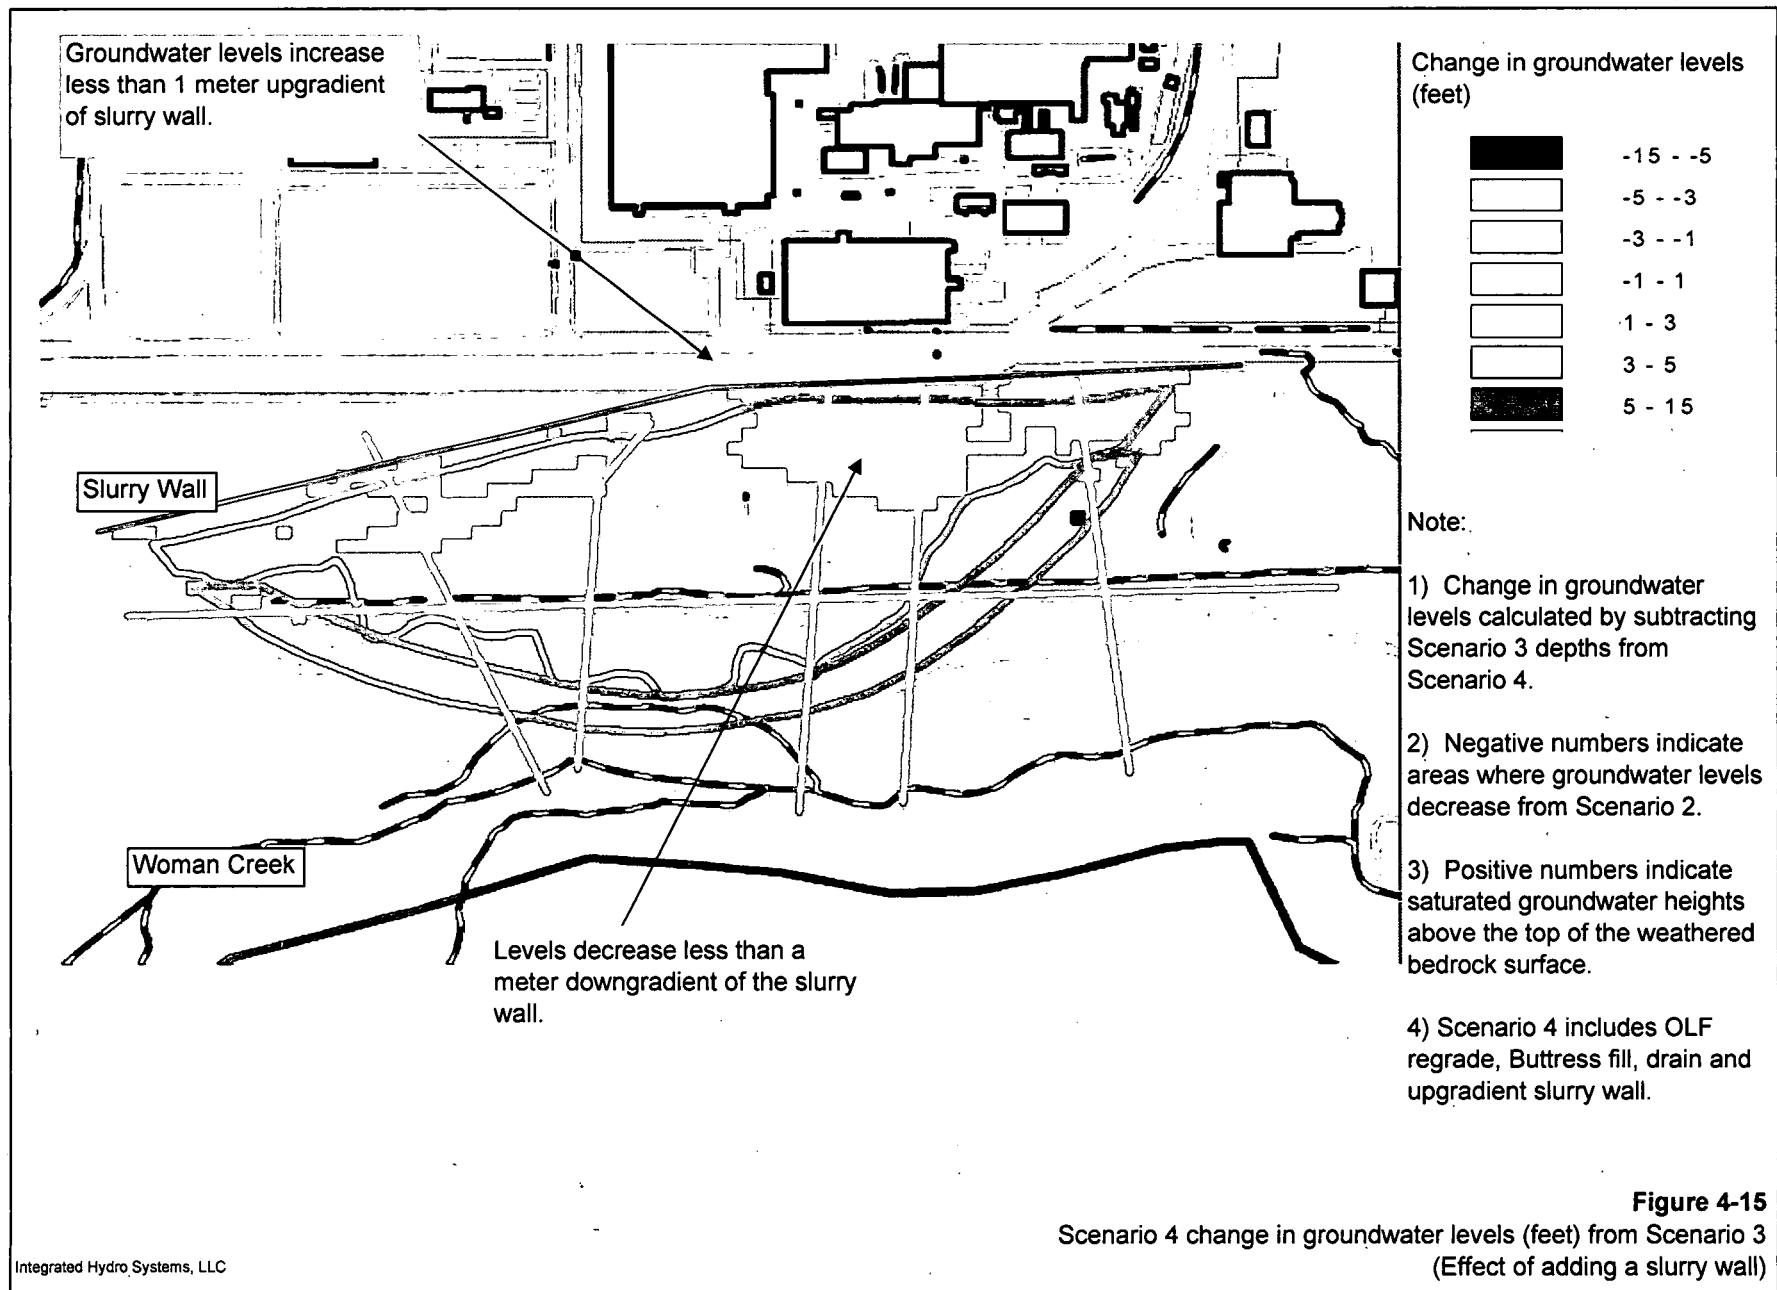 Groundwater levels increase
less than 1 meter upgradient
of slurry wall.
Change in groundwater levels
(feet)
-15 - -5
-5 - -3
-3 - -1
-1 - 1
1 - 3
3 - 5
5 - 15
Slurry Wall
Note:
1) Change in groundwater
levels calculated by subtracting
Scenario 3 depths from
Scenario 4.
2) Negative numbers indicate
areas where groundwater levels
decrease from Scenario 2.
3) Positive numbers indicate
saturated groundwater heights
above the top of the weathered
bedrock surface.
4) Scenario 4 includes OLF
regrade, Buttress fill, drain and
upgradient slurry wall.
Woman Creek
Levels decrease less than a
meter downgradient of the slurry
wall.
Figure 4-15
Scenario 4 change in groundwater levels (feet) from Scenario 3
(Effect of adding a slurry wall)
Integrated Hydro Systems, LLC